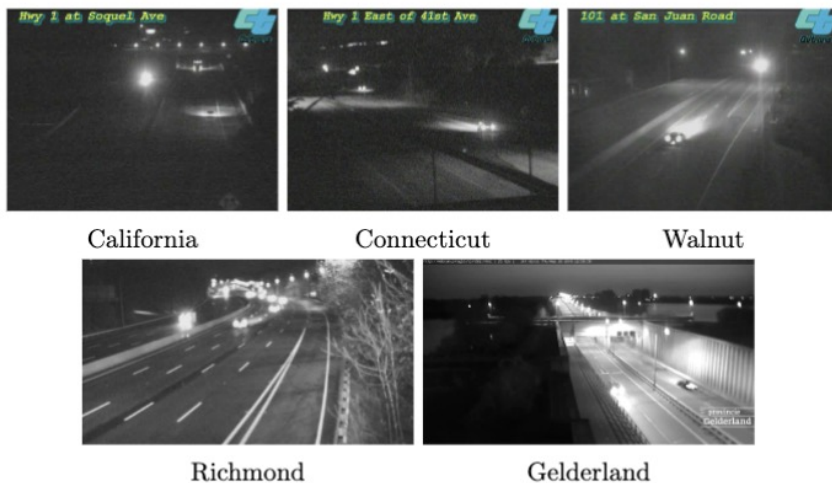 Hwy 1 at Soquel Ave
Hwy 1 East of 41st Ave
101 at San Juan Road
California
Connecticut
Walnut
provincie
Gelderland
Richmond
Gelderland